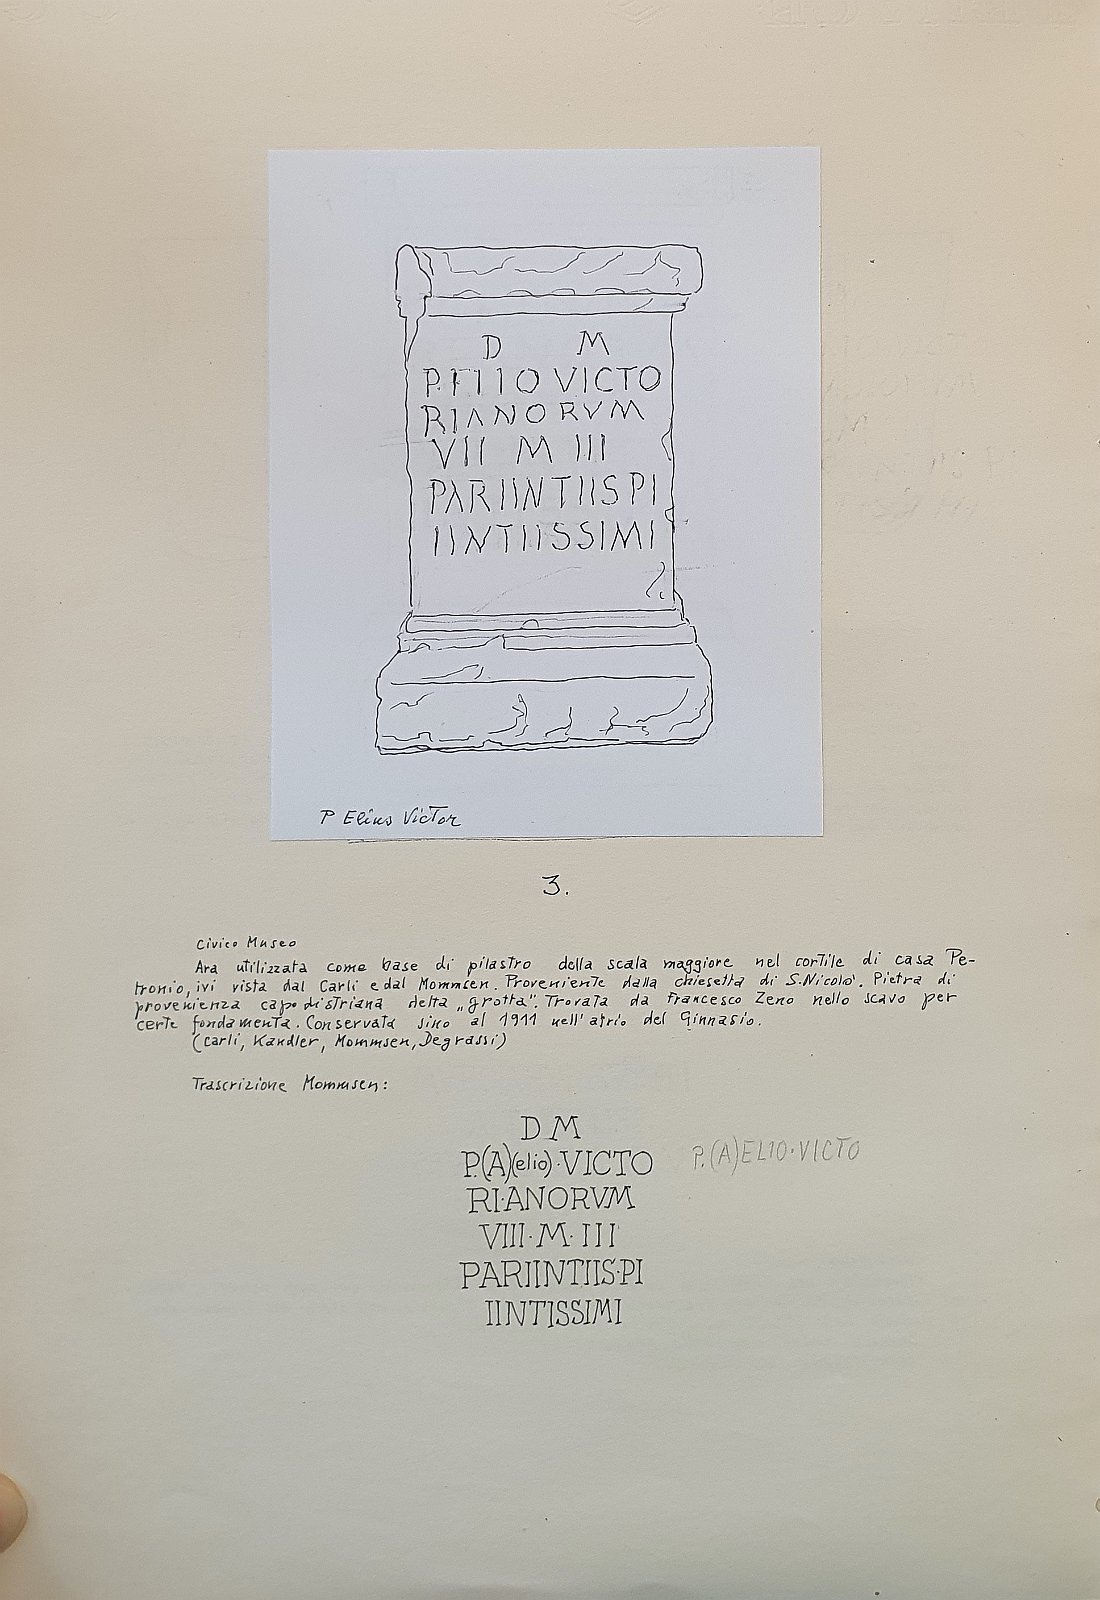 D M
P. FIIIO VICTO
RIANORVM
VII M III
PARIINTIIS PI
IINTIISSIMI
P Elius Victor
3.
Civico Museo
Ara utilizzata come base di pilastro della scala maggiore nel cortile di casa Pe-
tronio, ivi vista dal Carli e dal Mommsen. Proveniente dalla chiesetta di S. Nicolo'. Pietra di
provenienza capodistriana detta „grotta". Trovata da Francesco Zeno nello scavo per
certe fondamenta. Conservata sino al 1911 nell'atrio del Ginnasio.
(Carli, Kandler, Mommsen, Degrassi)
Trascrizione Mommsen:
D M
P.(A)(elio)·VICTO P.(A)ELIO·VICTO
RI·ANORVM
VIII·M·III
PARIINTIIS·PI
IINTISSIMI